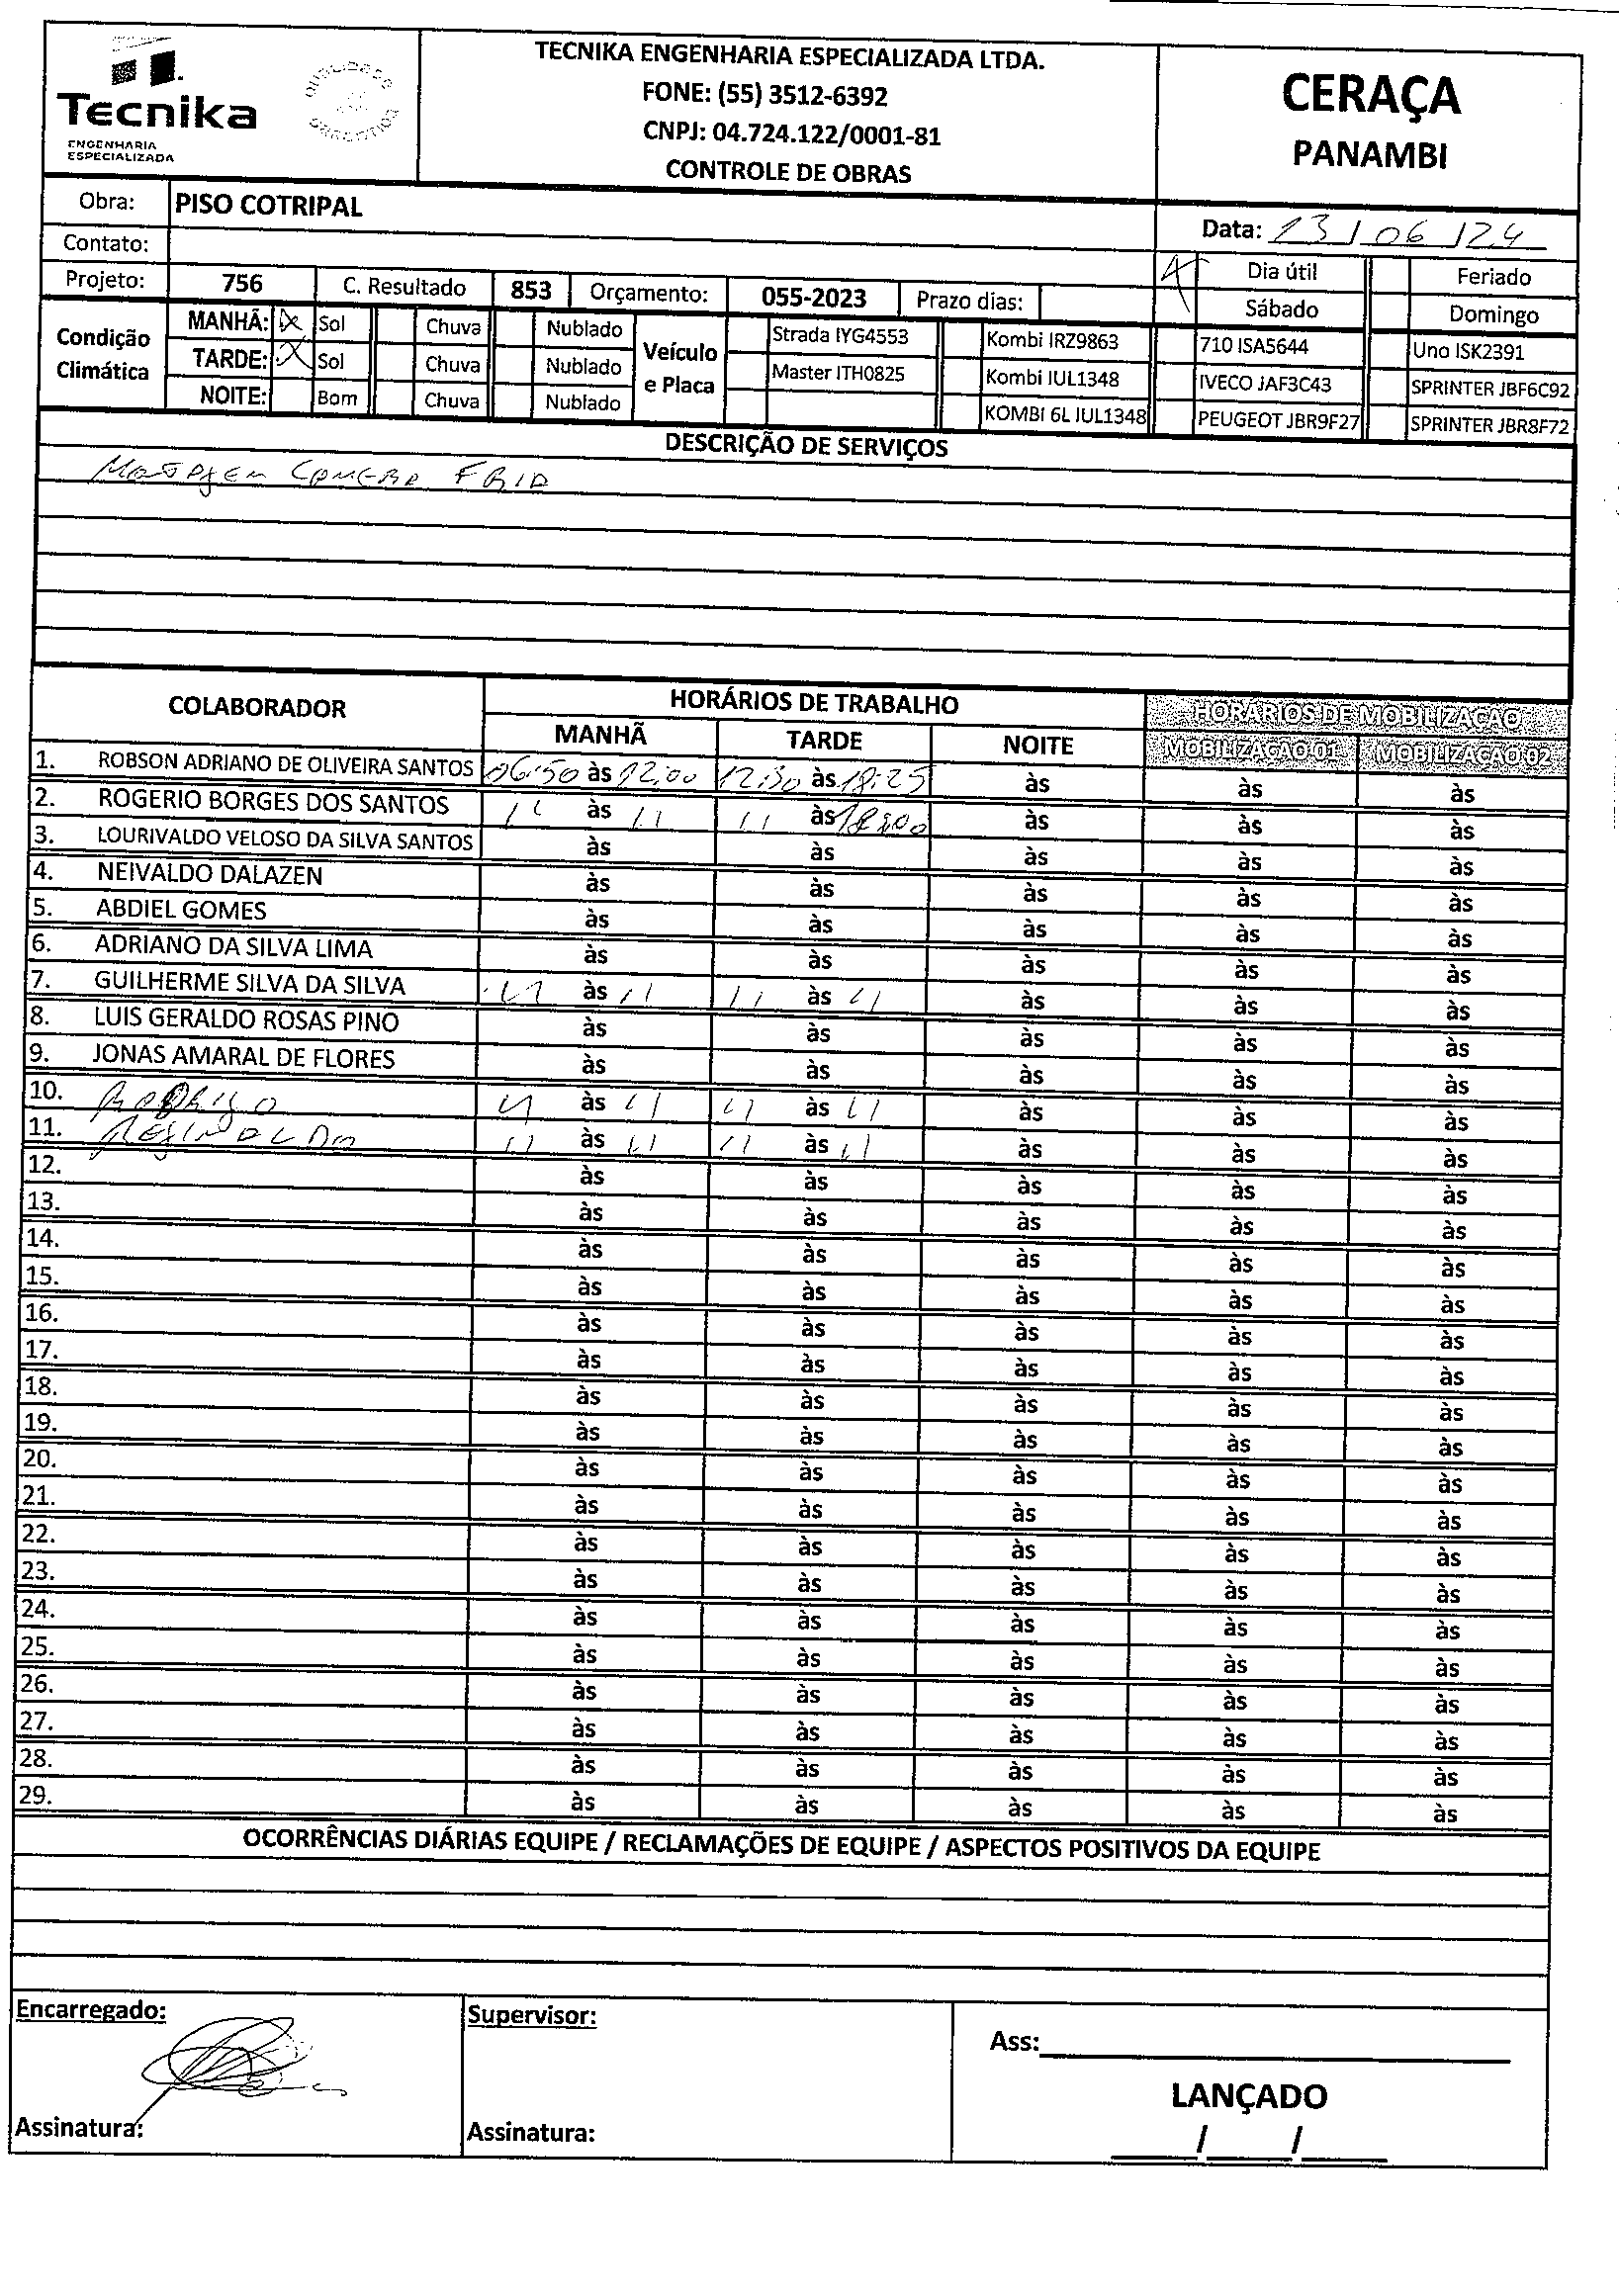 Tecnika
ENGENHARIA
ESPECIALIZADA
TECNIKA ENGENHARIA ESPECIALIZADA LTDA.
FONE: (55) 3512-6392
CNPJ: 04.724.122/0001-81
CONTROLE DE OBRAS
CERAÇA
PANAMBI
Obra: PISO COTRIPAL
Data: 13/06/24
Contato:
Dia útil Feriado
Projeto: 756 C. Resultado 853 Orçamento: 055-2023 Prazo dias:
Sábado Domingo
Condição Climática
MANHÃ: X Sol Chuva Nublado
TARDE: X Sol Chuva Nublado
NOITE: Bom Chuva Nublado
Veículo e Placa
Strada IYG4553 Kombi IRZ9863 710 ISA5644 Uno ISK2391
Master ITH0825 Kombi IUL1348 IVECO JAF3C43 SPRINTER JBF6C92
KOMBI 6L IUL1348 PEUGEOT JBR9F27 SPRINTER JBR8F72
DESCRIÇÃO DE SERVIÇOS
Montagem Camera FRIA
COLABORADOR HORÁRIOS DE TRABALHO HORÁRIOS DE MOBILIZAÇÃO
MANHÃ TARDE NOITE MOBILIZAÇÃO 01 MOBILIZAÇÃO 02
1. ROBSON ADRIANO DE OLIVEIRA SANTOS 06:50 às 12:00 12:30 às 18:25 às às às
2. ROGERIO BORGES DOS SANTOS 11 às 11 11 às 18:00 às às às
3. LOURIVALDO VELOSO DA SILVA SANTOS às às às às às
4. NEIVALDO DALAZEN às às às às às
5. ABDIEL GOMES às às às às às
6. ADRIANO DA SILVA LIMA às às às às às
7. GUILHERME SILVA DA SILVA 11 às 11 11 às 11 às às às
8. LUIS GERALDO ROSAS PINO às às às às às
9. JONAS AMARAL DE FLORES às às às às às
10. RODRIGO 11 às 11 11 às 11 às às às
11. REGINALDO 11 às 11 11 às 11 às às às
12. às às às às às
13. às às às às às
14. às às às às às
15. às às às às às
16. às às às às às
17. às às às às às
18. às às às às às
19. às às às às às
20. às às às às às
21. às às às às às
22. às às às às às
23. às às às às às
24. às às às às às
25. às às às às às
26. às às às às às
27. às às às às às
28. às às às às às
29. às às às às às
OCORRÊNCIAS DIÁRIAS EQUIPE / RECLAMAÇÕES DE EQUIPE / ASPECTOS POSITIVOS DA EQUIPE
Encarregado: Supervisor:
Ass:
LANÇADO
Assinatura: Assinatura:
/ /